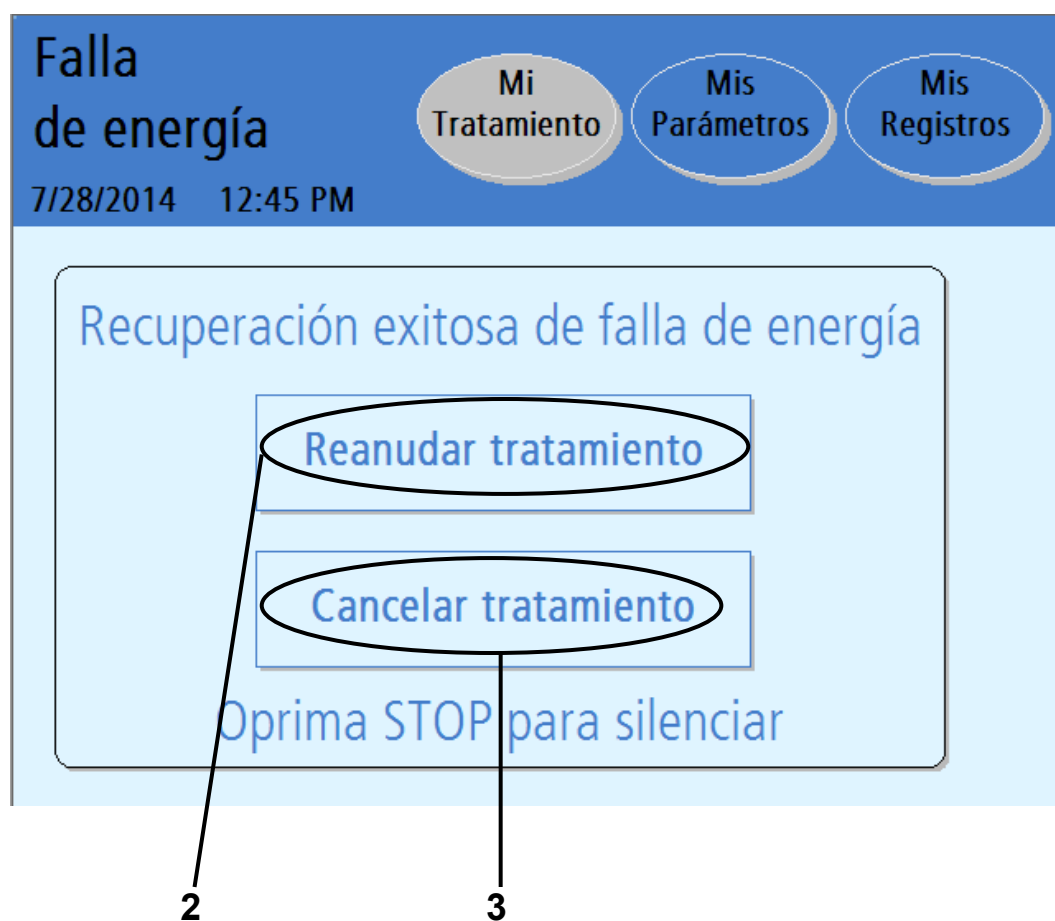 Falla
de energía
7/28/2014 12:45 PM
Mi
Tratamiento
Mis
Parámetros
Mis
Registros
Recuperación exitosa de falla de energía
Reanudar tratamiento
Cancelar tratamiento
Oprima STOP para silenciar
2
3